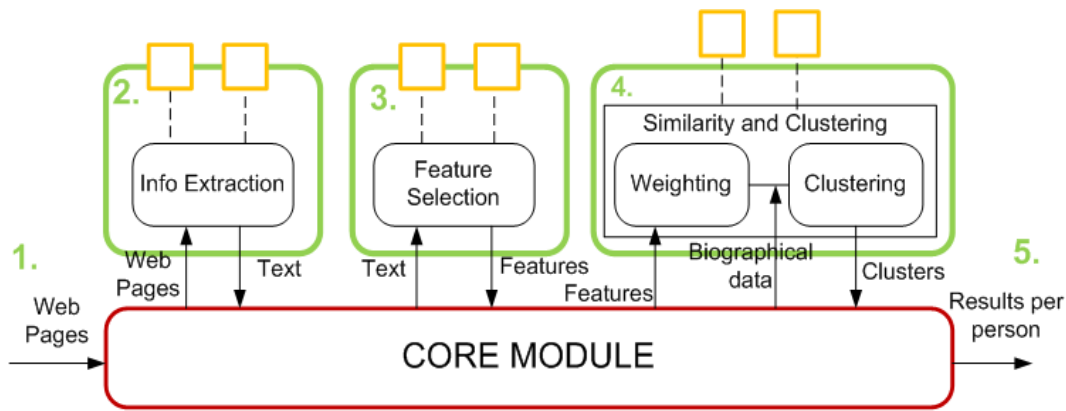 2.
3.
4.
Similarity and Clustering
Info Extraction
Feature
Selection
Weighting
Clustering
1.
Web
Pages
Text
Text
Features
Features
Biographical
data
Clusters
5.
Web
Pages
Results per
person
CORE MODULE